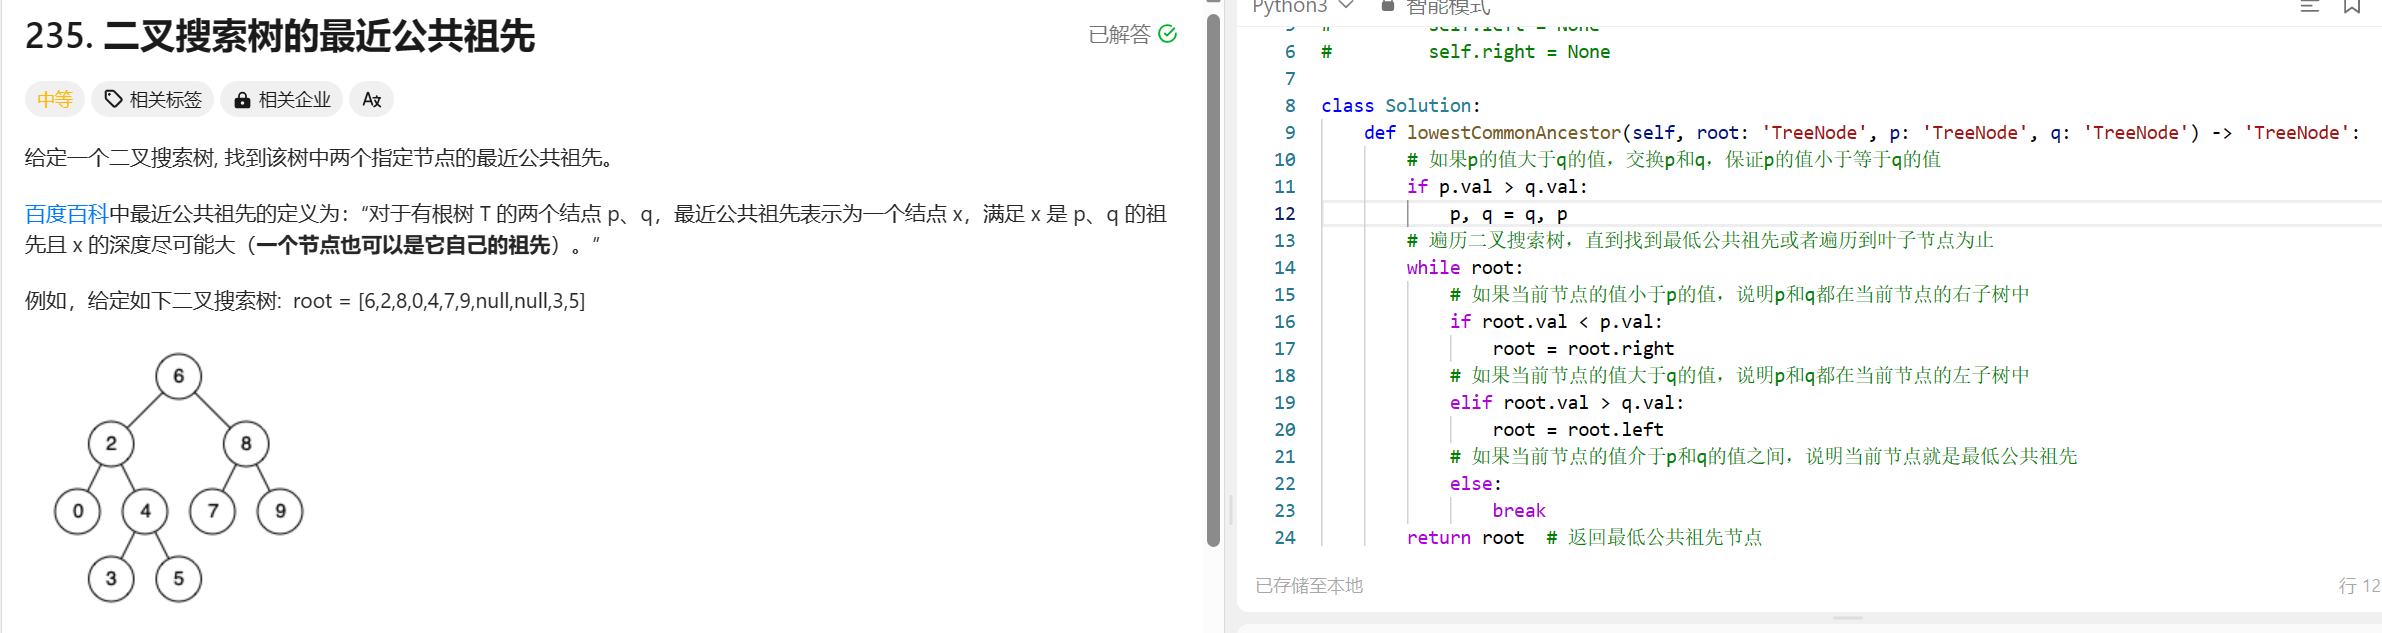 235. 二叉搜索树的最近公共祖先
已解答
中等
相关标签
相关企业
给定一个二叉搜索树, 找到该树中两个指定节点的最近公共祖先。
百度百科中最近公共祖先的定义为：“对于有根树 T 的两个结点 p、q，最近公共祖先表示为一个结点 x，满足 x 是 p、q 的祖
先且 x 的深度尽可能大（一个节点也可以是它自己的祖先）。”
例如，给定如下二叉搜索树: root = [6,2,8,0,4,7,9,null,null,3,5]
6
2 8
0 4 7 9
3 5
Python3 智能模式
5 # self.left = None
6 # self.right = None
7
8 class Solution:
9 def lowestCommonAncestor(self, root: 'TreeNode', p: 'TreeNode', q: 'TreeNode') -> 'TreeNode':
10 # 如果p的值大于q的值，交换p和q，保证p的值小于等于q的值
11 if p.val > q.val:
12 p, q = q, p
13 # 遍历二叉搜索树，直到找到最低公共祖先或者遍历到叶子节点为止
14 while root:
15 # 如果当前节点的值小于p的值，说明p和q都在当前节点的右子树中
16 if root.val < p.val:
17 root = root.right
18 # 如果当前节点的值大于q的值，说明p和q都在当前节点的左子树中
19 elif root.val > q.val:
20 root = root.left
21 # 如果当前节点的值介于p和q的值之间，说明当前节点就是最低公共祖先
22 else:
23 break
24 return root # 返回最低公共祖先节点
已存储至本地
行 12